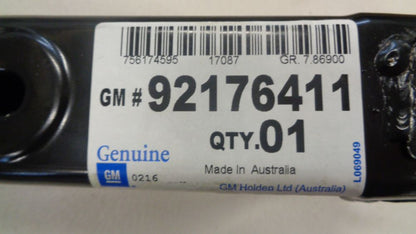 756174595 17087 GR. 7.86900
GM # 92176411
QTY.01
Genuine
Made In Australia
GM 0216
GM Holden Ltd (Australia)
L069049